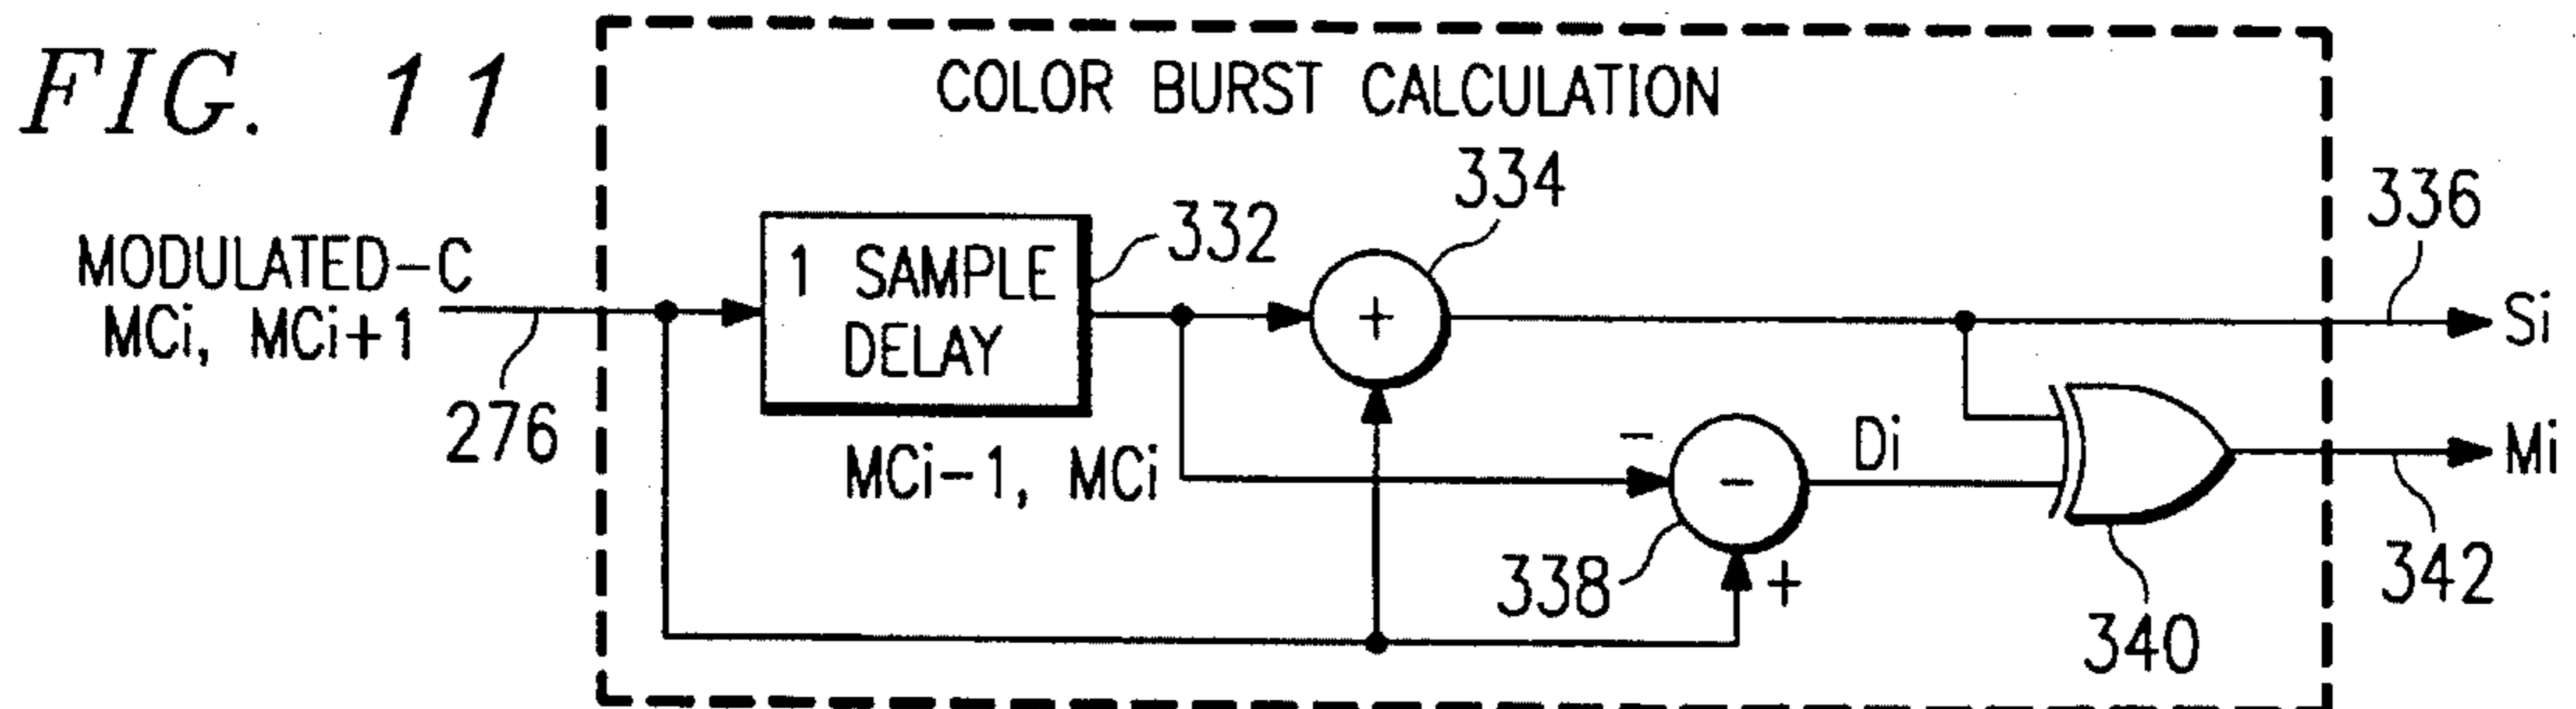 FIG. 11
COLOR BURST CALCULATION
MODULATED-C
MCi, MCi+1
276
1 SAMPLE
DELAY
332
MCi-1, MCi
334
+
-
-
+
338
Di
340
336
Si
Mi
342